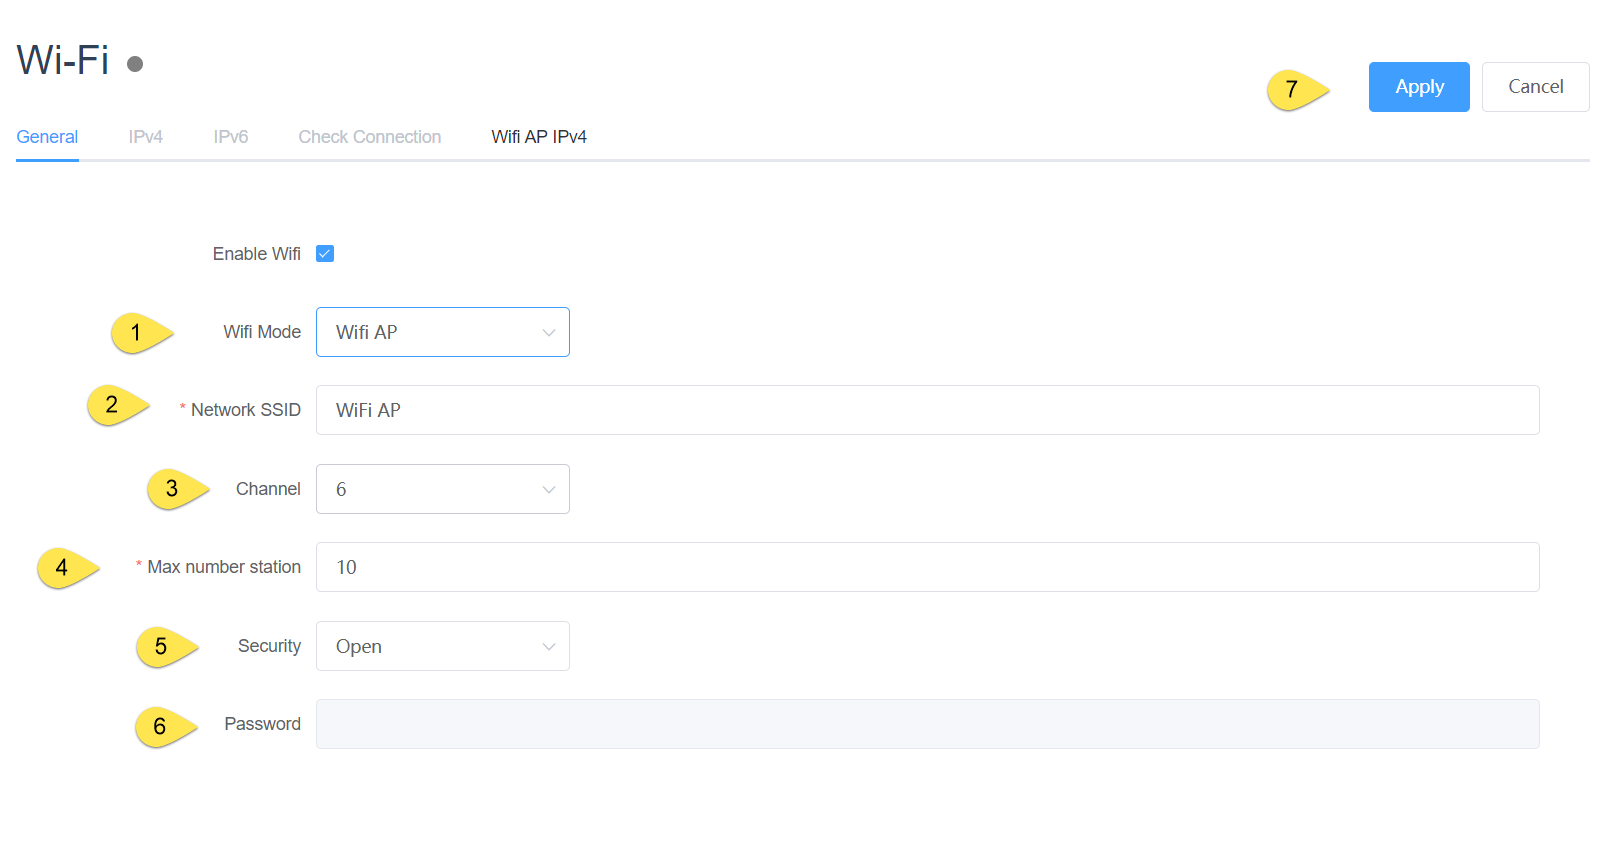 Wi-Fi
7 Apply Cancel
General IPv4 IPv6 Check Connection Wifi AP IPv4
Enable Wifi
1 Wifi Mode Wifi AP
2 * Network SSID WiFi AP
3 Channel 6
4 * Max number station 10
5 Security Open
6 Password